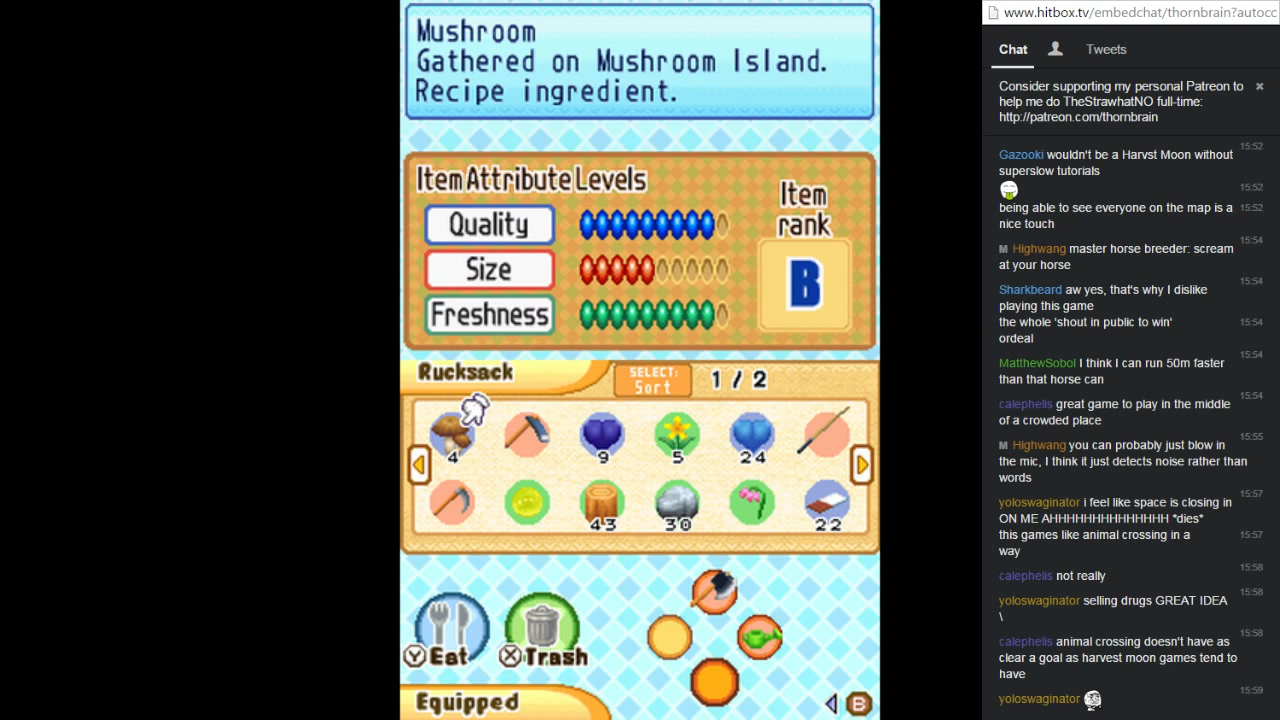 Mushroom
Gathered on Mushroom Island.
Recipe ingredient.
Item Attribute Levels
Item
rank
Quality
Size
Freshness
B
Rucksack
SELECT:
Sort
1 / 2
4
9
5
24
43
30
22
Y Eat
X Trash
Equipped
B
www.hitbox.tv/embedchat/thornbrain?autocc
Chat
Tweets
Consider supporting my personal Patreon to
help me do TheStrawhatNO full-time:
http://patreon.com/thornbrain
Gazooki wouldn't be a Harvst Moon without 15:52
superslow tutorials
15:52
being able to see everyone on the map is a 15:52
nice touch
M Highwang master horse breeder: scream 15:54
at your horse
Sharkbeard aw yes, that's why I dislike 15:54
playing this game
the whole 'shout in public to win' 15:54
ordeal
MatthewSobol I think I can run 50m faster 15:54
than that horse can
calephelis great game to play in the middle 15:54
of a crowded place
M Highwang you can probably just blow in 15:55
the mic, I think it just detects noise rather than
words
yoloswaginator i feel like space is closing in 15:57
ON ME AHHHHHHHHHHHHHH *dies*
this games like animal crossing in a 15:57
way
calephelis not really 15:58
yoloswaginator selling drugs GREAT IDEA 15:58
\
calephelis animal crossing doesn't have as 15:58
clear a goal as harvest moon games tend to
have
yoloswaginator 15:59